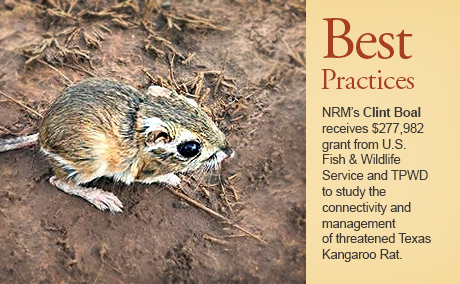 Best
Practices
NRM's Clint Boal
receives $277,982
grant from U.S.
Fish & Wildlife
Service and TPWD
to study the
connectivity and
management
of threatened Texas
Kangaroo Rat.